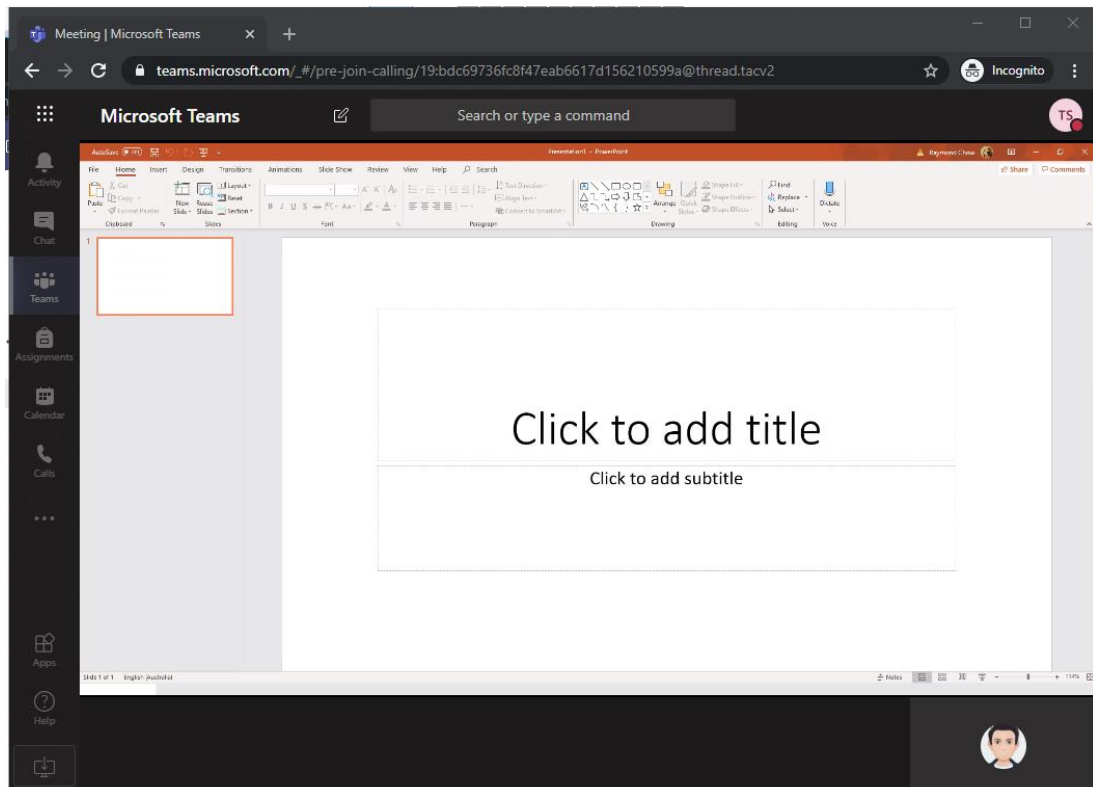 Meeting | Microsoft Teams
teams.microsoft.com/_#/pre-join-calling/19:bdc69736fc8f47eab6617d156210599a@thread.tacv2
Incognito
Microsoft Teams
Search or type a command
TS
Activity
Chat
Teams
Assignments
Calendar
Calls
Apps
Help
AutoSave
Presentation1 - PowerPoint
Raymond Chow
File Home Insert Design Transitions Animations Slide Show Review View Help Search
Share Comments
Paste
Cut
Copy
Format Painter
Clipboard
New Slide
Reuse Slides
Layout
Reset
Section
Slides
B I U S
Font
Text Direction
Align Text
Convert to SmartArt
Paragraph
Arrange
Quick Styles
Shape Outline
Shape Effects
Drawing
Find
Replace
Select
Editing
Dictate
Voice
1
Click to add title
Click to add subtitle
Slide 1 of 1 English (Australia)
Notes